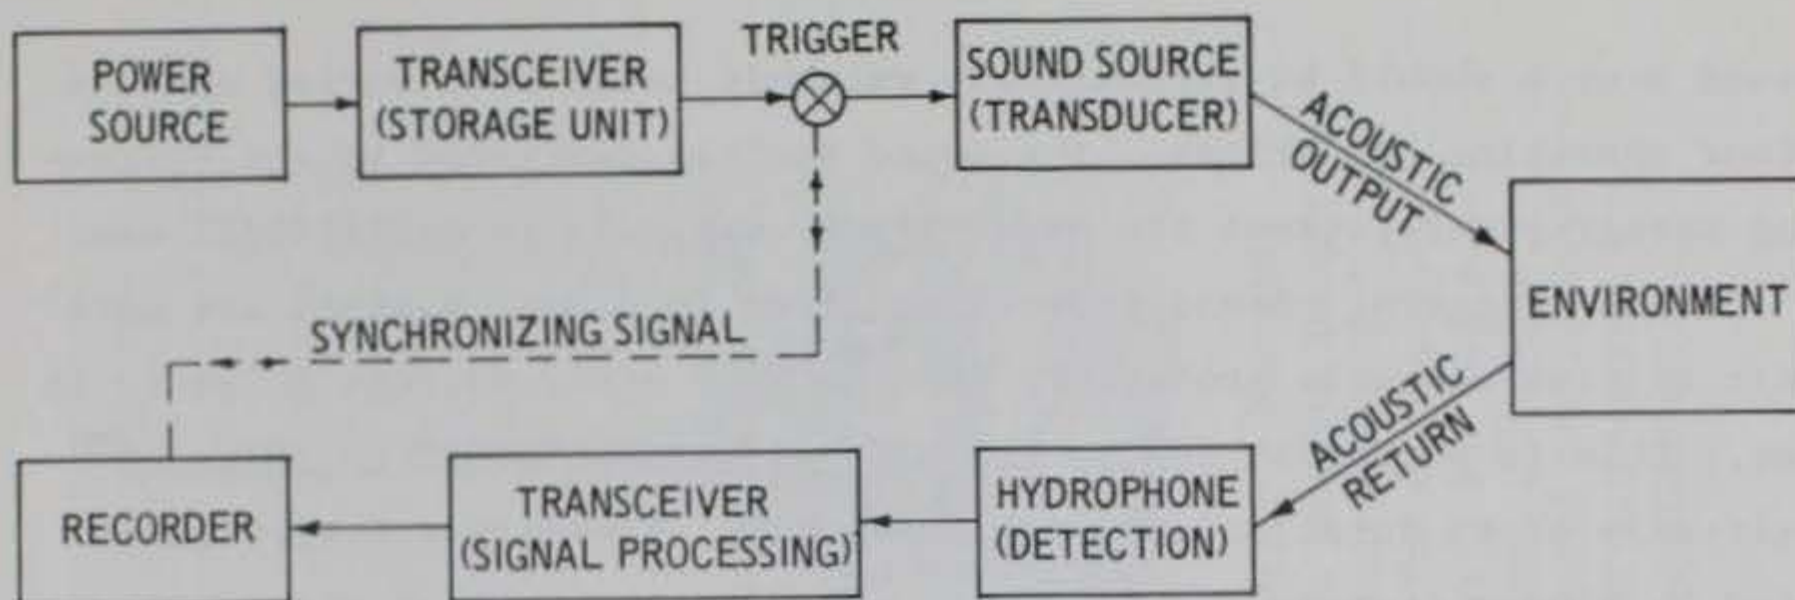 POWER
SOURCE
TRANSCEIVER
(STORAGE UNIT)
TRIGGER
SOUND SOURCE
(TRANSDUCER)
ACOUSTIC
OUTPUT
ENVIRONMENT
SYNCHRONIZING SIGNAL
ACOUSTIC
RETURN
HYDROPHONE
(DETECTION)
TRANSCEIVER
(SIGNAL PROCESSING)
RECORDER